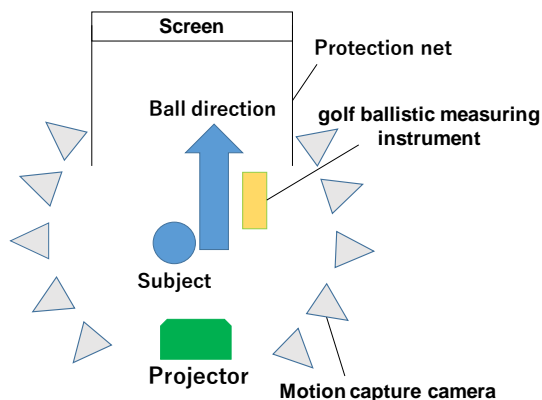 Screen
Protection net
Ball direction
golf ballistic measuring
instrument
Subject
Projector
Motion capture camera